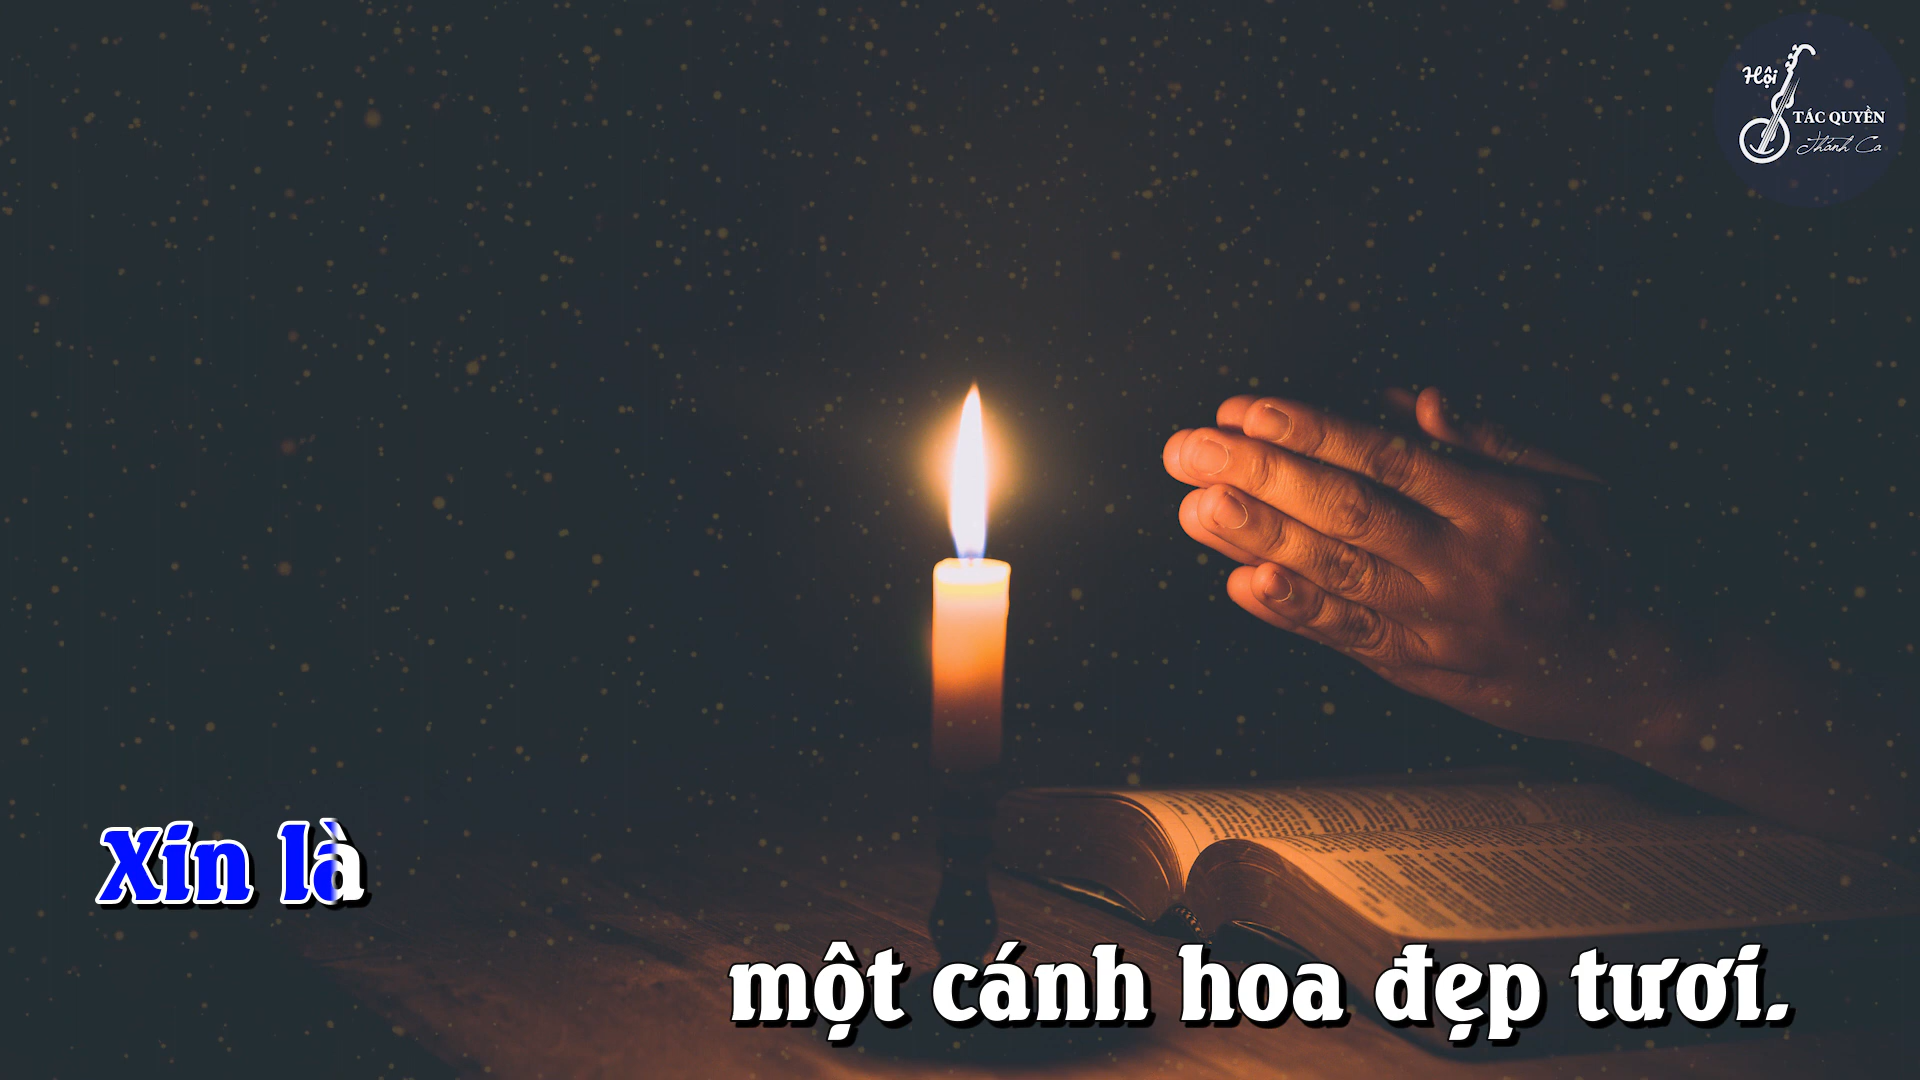 Hội
TÁC QUYỀN
Thánh Ca
Xin là
một cánh hoa đẹp tươi.